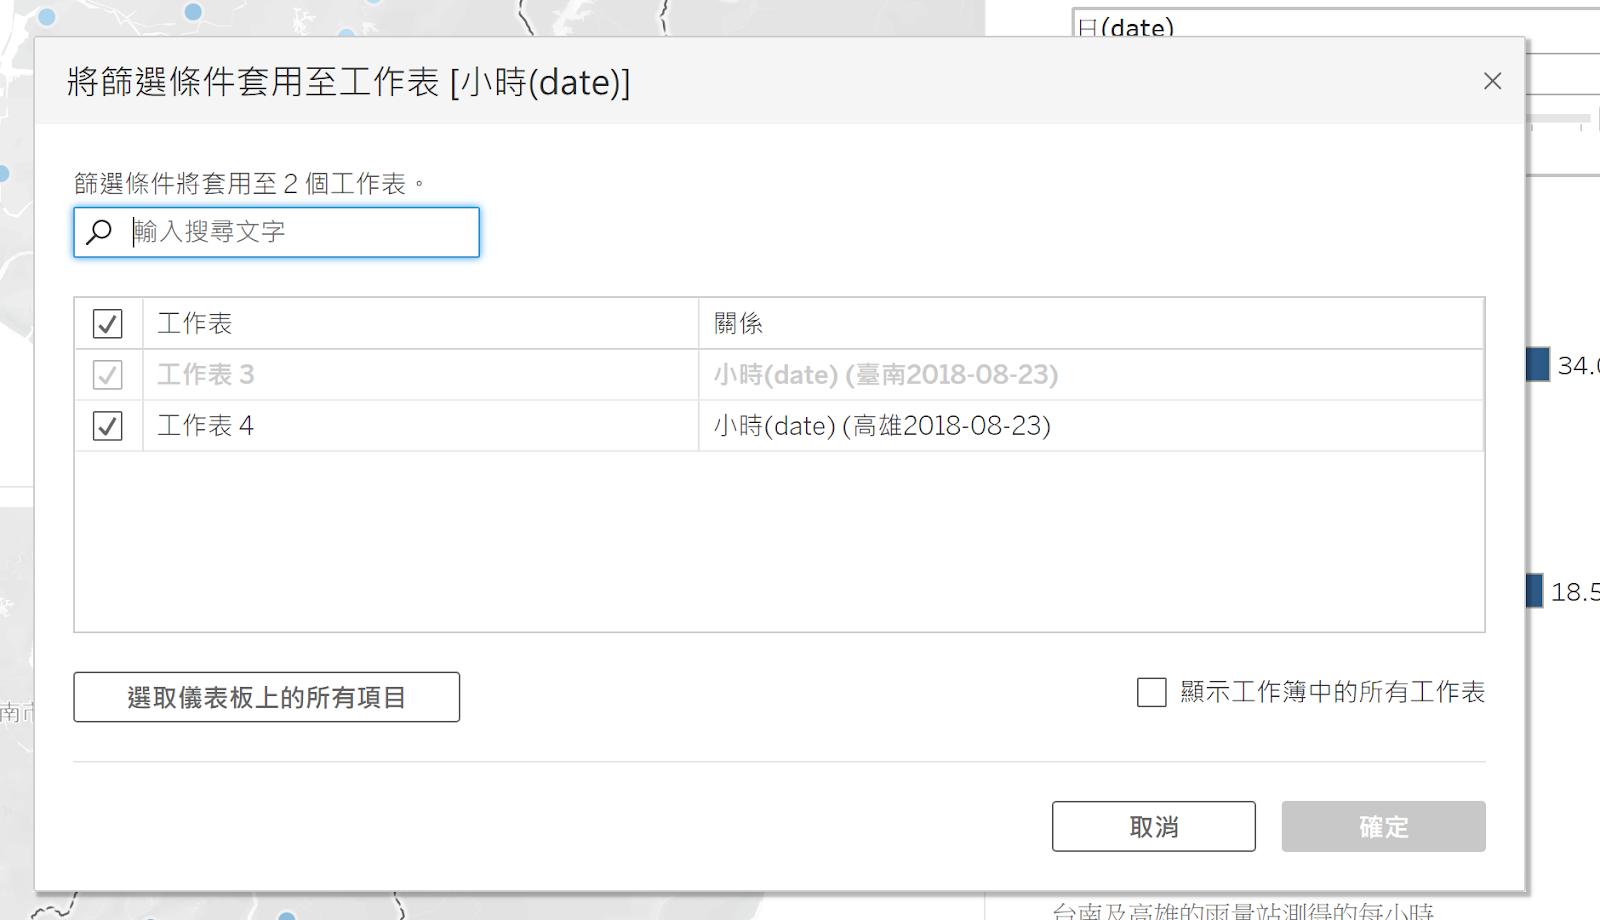 日(date)
將篩選條件套用至工作表 [小時(date)]
篩選條件將套用至 2 個工作表。
輸入搜尋文字
工作表 關係
工作表 3 小時(date) (臺南2018-08-23)
工作表 4 小時(date) (高雄2018-08-23)
34.0
18.5
南市
選取儀表板上的所有項目
顯示工作簿中的所有工作表
取消 確定
台南及高雄的雨量站測得的每小時